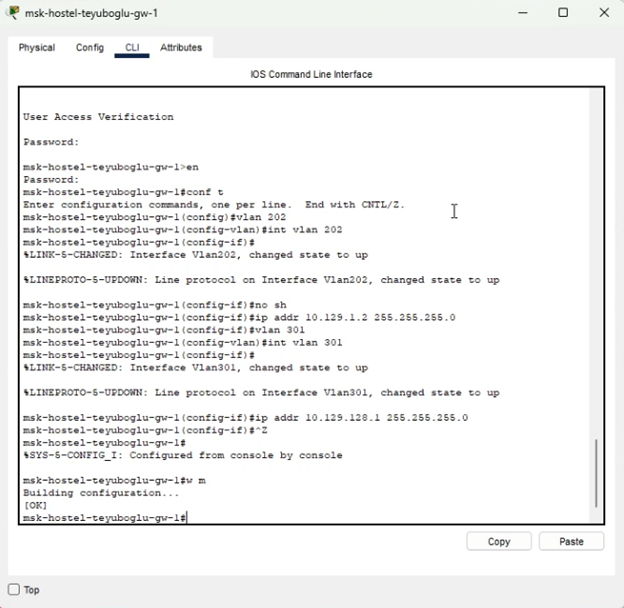 msk-hostel-teyuboglu-gw-1
Physical Config CLI Attributes
IOS Command Line Interface
User Access Verification
Password:
msk-hostel-teyuboglu-gw-1>en
Password:
msk-hostel-teyuboglu-gw-1#conf t
Enter configuration commands, one per line.  End with CNTL/Z.
msk-hostel-teyuboglu-gw-1(config)#vlan 202
msk-hostel-teyuboglu-gw-1(config-vlan)#int vlan 202
msk-hostel-teyuboglu-gw-1(config-if)#
%LINK-5-CHANGED: Interface Vlan202, changed state to up
%LINEPROTO-5-UPDOWN: Line protocol on Interface Vlan202, changed state to up
msk-hostel-teyuboglu-gw-1(config-if)#no sh
msk-hostel-teyuboglu-gw-1(config-if)#ip addr 10.129.1.2 255.255.255.0
msk-hostel-teyuboglu-gw-1(config-if)#vlan 301
msk-hostel-teyuboglu-gw-1(config-vlan)#int vlan 301
msk-hostel-teyuboglu-gw-1(config-if)#
%LINK-5-CHANGED: Interface Vlan301, changed state to up
%LINEPROTO-5-UPDOWN: Line protocol on Interface Vlan301, changed state to up
msk-hostel-teyuboglu-gw-1(config-if)#ip addr 10.129.128.1 255.255.255.0
msk-hostel-teyuboglu-gw-1(config-if)#^Z
msk-hostel-teyuboglu-gw-1#
%SYS-5-CONFIG_I: Configured from console by console
msk-hostel-teyuboglu-gw-1#w m
Building configuration...
[OK]
msk-hostel-teyuboglu-gw-1#
Copy Paste
Top